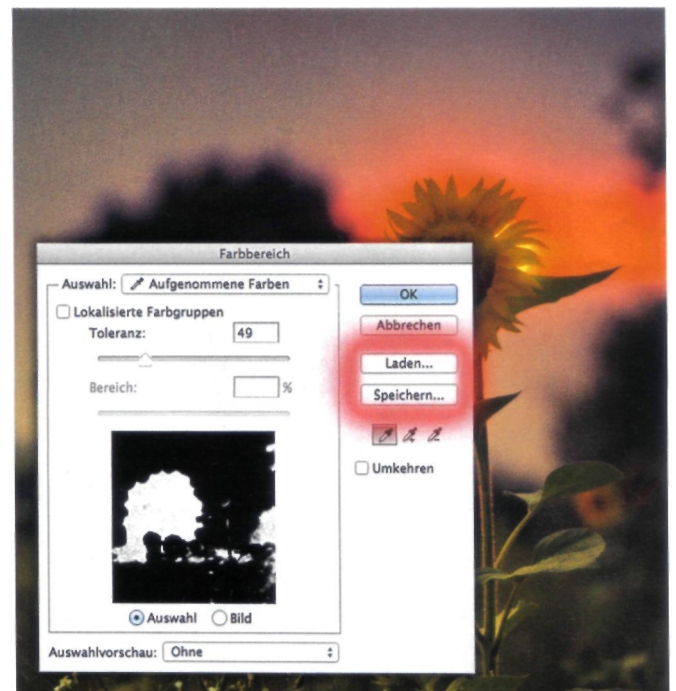 Farbbereich
Auswahl: Aufgenommene Farben
OK
Lokalisierte Farbgruppen
Abbrechen
Toleranz: 49
Laden...
Bereich: %
Speichern...
Umkehren
Auswahl Bild
Auswahlvorschau: Ohne